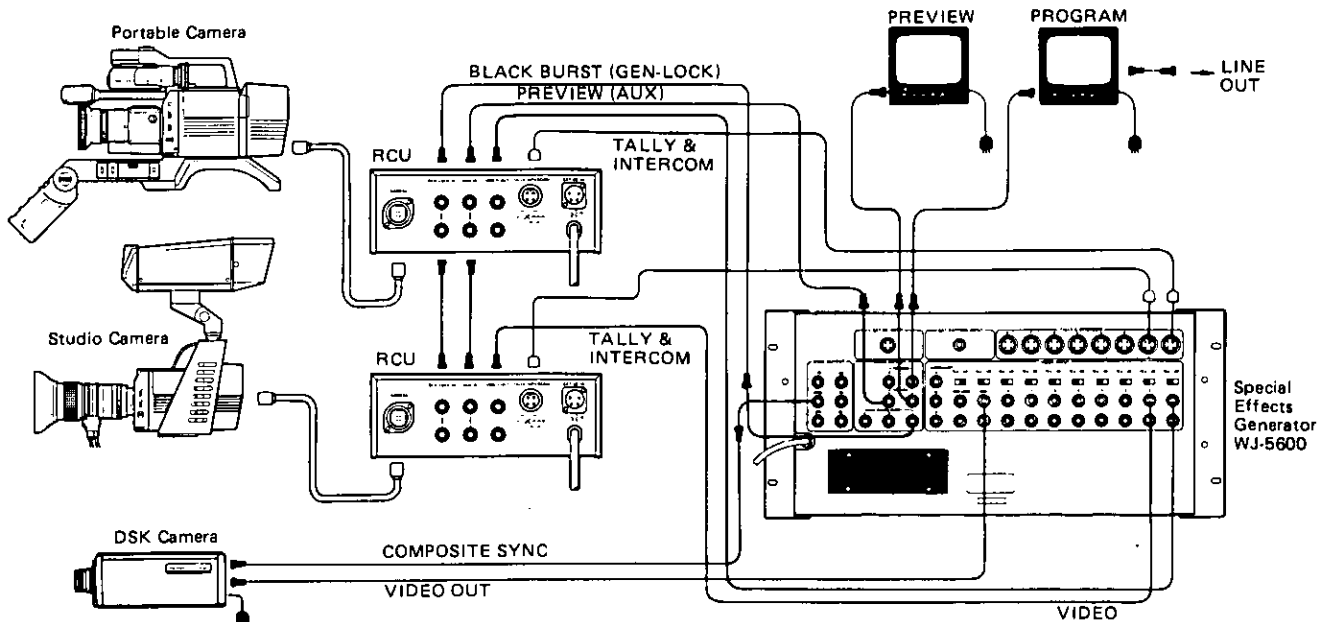 Portable Camera
PREVIEW
PROGRAM
LINE
OUT
BLACK BURST (GEN-LOCK)
PREVIEW (AUX)
TALLY &
INTERCOM
RCU
Studio Camera
RCU
TALLY &
INTERCOM
Special
Effects
Generator
WJ-5600
DSK Camera
COMPOSITE SYNC
VIDEO OUT
VIDEO